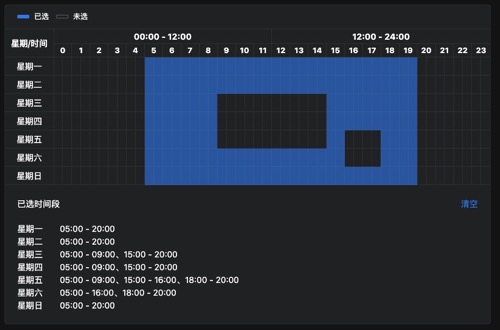 已选 未选
星期/时间 00:00 - 12:00 12:00 - 24:00
0 1 2 3 4 5 6 7 8 9 10 11 12 13 14 15 16 17 18 19 20 21 22 23
星期一
星期二
星期三
星期四
星期五
星期六
星期日
已选时间段 清空
星期一 05:00 - 20:00
星期二 05:00 - 20:00
星期三 05:00 - 09:00、15:00 - 20:00
星期四 05:00 - 09:00、15:00 - 20:00
星期五 05:00 - 09:00、15:00 - 16:00、18:00 - 20:00
星期六 05:00 - 16:00、18:00 - 20:00
星期日 05:00 - 20:00